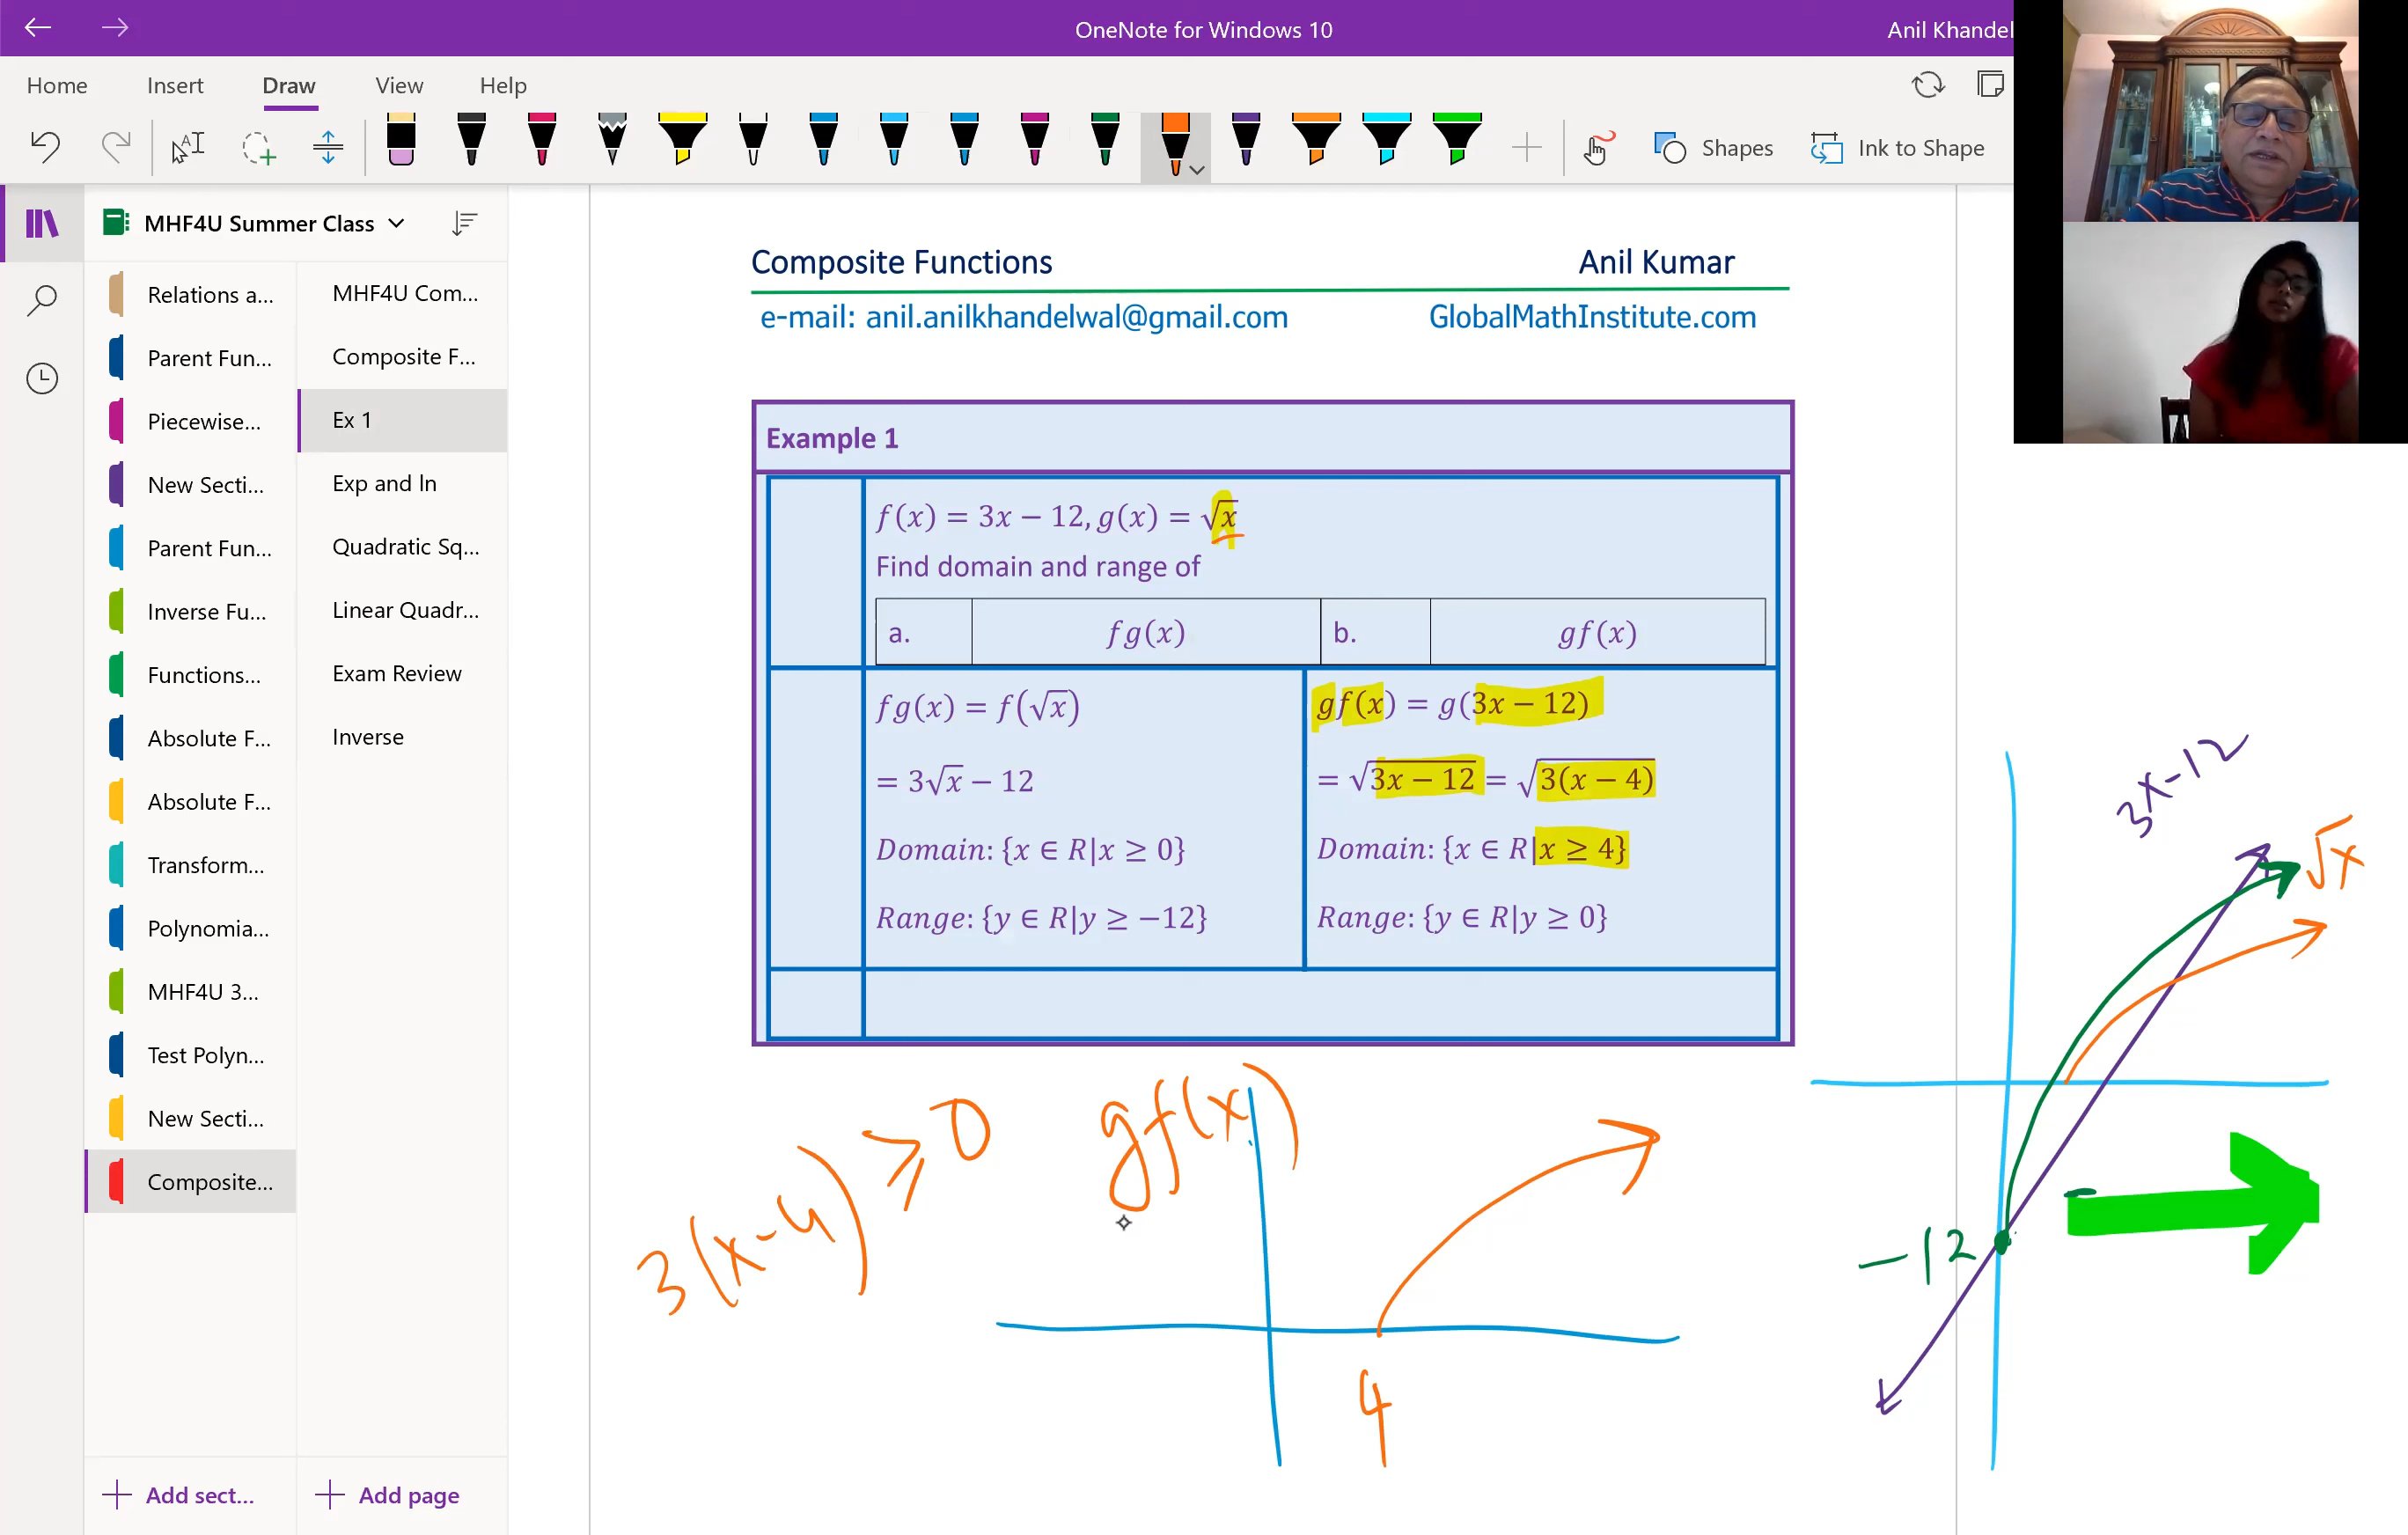 OneNote for Windows 10
Anil Khandel
Home Insert Draw View Help
Shapes
Ink to Shape
MHF4U Summer Class
Relations a...
Parent Fun...
Piecewise...
New Secti...
Parent Fun...
Inverse Fu...
Functions...
Absolute F...
Absolute F...
Transform...
Polynomia...
MHF4U 3...
Test Polyn...
New Secti...
Composite...
Add sect...
MHF4U Com...
Composite F...
Ex 1
Exp and ln
Quadratic Sq...
Linear Quadr...
Exam Review
Inverse
Add page
Composite Functions Anil Kumar
e-mail: anil.anilkhandelwal@gmail.com GlobalMathInstitute.com
Example 1
f(x) = 3x − 12, g(x) = √x
Find domain and range of
a. fg(x) b. gf(x)
fg(x) = f(√x)
= 3√x − 12
Domain: {x ∈ R|x ≥ 0}
Range: {y ∈ R|y ≥ −12}
gf(x) = g(3x − 12)
= √3x − 12 = √3(x − 4)
Domain: {x ∈ R|x ≥ 4}
Range: {y ∈ R|y ≥ 0}
3(x-4) ≥ 0
gf(x)
4
3x-12
√x
-12